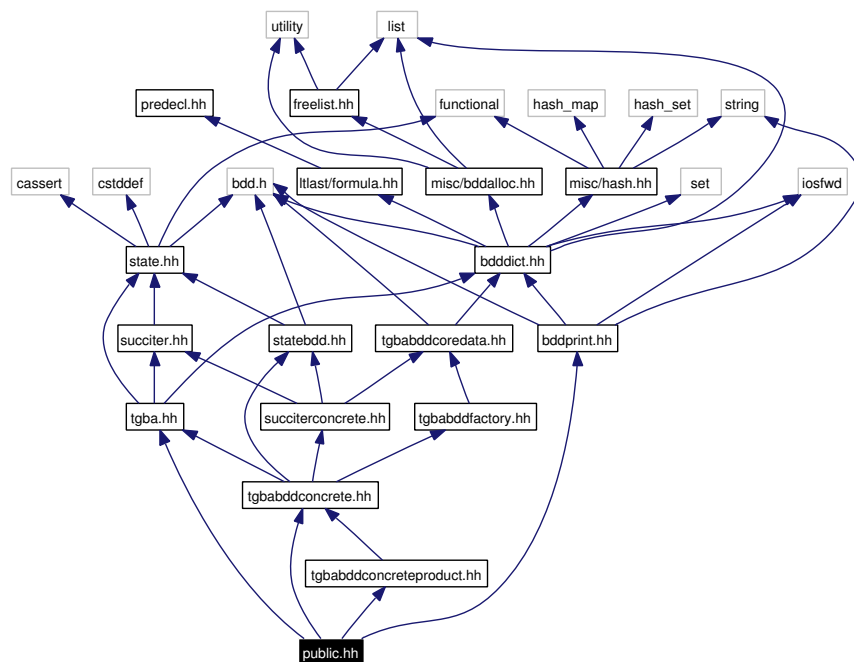 utility
list
predecl.hh
freelist.hh
functional
hash_map
hash_set
string
cassert
cstddef
bdd.h
ltlast/formula.hh
misc/bddalloc.hh
misc/hash.hh
set
iosfwd
state.hh
bdddict.hh
succiter.hh
statebdd.hh
tgbabddcoredata.hh
bddprint.hh
tgba.hh
succiterconcrete.hh
tgbabddfactory.hh
tgbabddconcrete.hh
tgbabddconcreteproduct.hh
public.hh